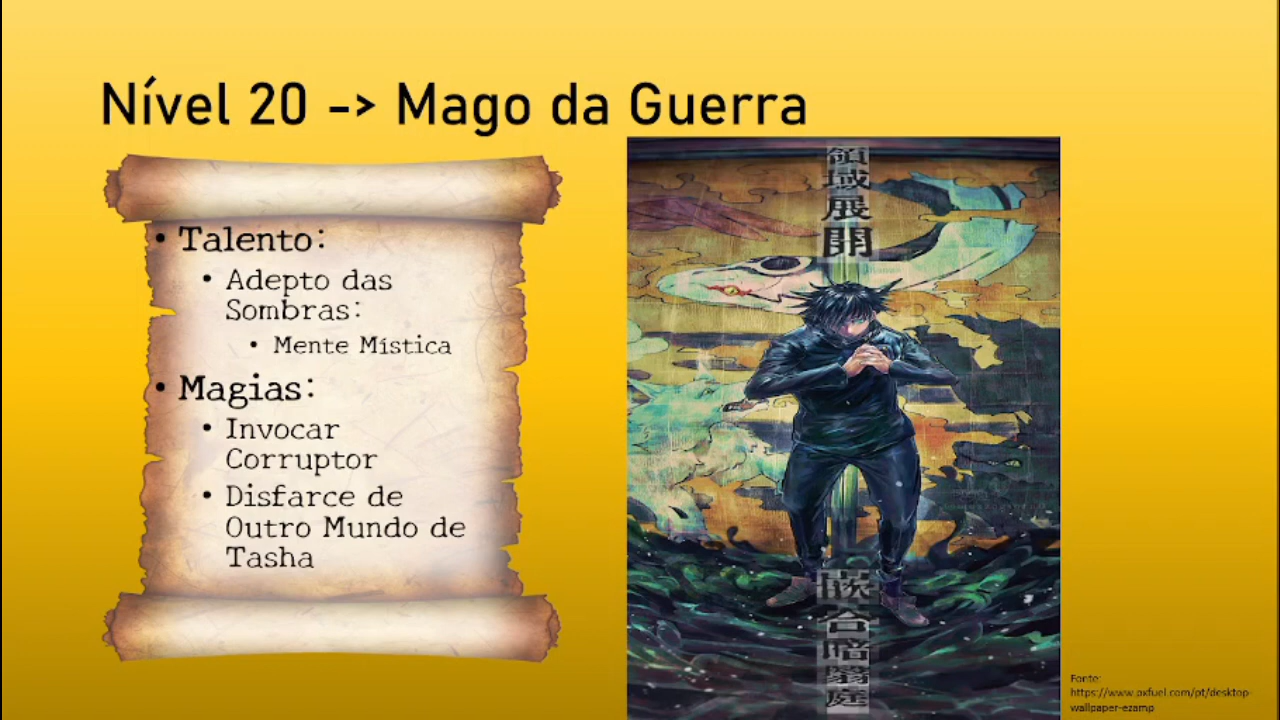 Nível 20 -> Mago da Guerra
• Talento:
• Adepto das
Sombras:
• Mente Mística
• Magias:
• Invocar
Corruptor
• Disfarce de
Outro Mundo de
Tasha
領
域
展
開
嵌
合
暗
翳
庭
Fonte:
https://www.pxfuel.com/pt/desktop-
wallpaper-ezamp